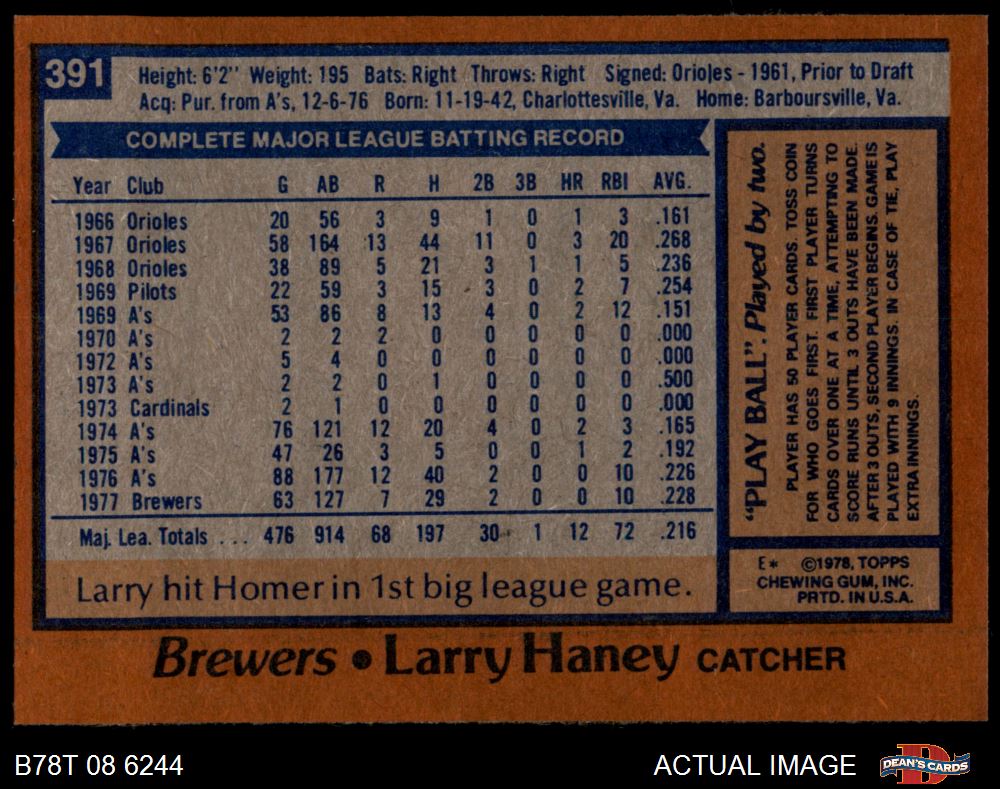 391
Height: 6'2" Weight: 195 Bats: Right Throws: Right Signed: Orioles - 1961, Prior to Draft
Acq: Pur. from A's, 12-6-76 Born: 11-19-42, Charlottesville, Va. Home: Barboursville, Va.
COMPLETE MAJOR LEAGUE BATTING RECORD
Year Club G AB R H 2B 3B HR RBI AVG.
1966 Orioles 20 56 3 9 1 0 1 3 .161
1967 Orioles 58 164 13 44 11 0 3 20 .268
1968 Orioles 38 89 5 21 3 1 1 5 .236
1969 Pilots 22 59 3 15 3 0 2 7 .254
1969 A's 53 86 8 13 4 0 2 12 .151
1970 A's 2 2 2 0 0 0 0 0 .000
1972 A's 5 4 0 0 0 0 0 0 .000
1973 A's 2 2 0 1 0 0 0 0 .500
1973 Cardinals 2 1 0 0 0 0 0 0 .000
1974 A's 76 121 12 20 4 0 2 3 .165
1975 A's 47 26 3 5 0 0 1 2 .192
1976 A's 88 177 12 40 2 0 0 10 .226
1977 Brewers 63 127 7 29 2 0 0 10 .228
Maj. Lea. Totals ... 476 914 68 197 30 1 12 72 .216
Larry hit Homer in 1st big league game.
"PLAY BALL". Played by two.
PLAYER HAS 50 PLAYER CARDS. TOSS COIN
FOR WHO GOES FIRST. FIRST PLAYER TURNS
CARDS OVER ONE AT A TIME, ATTEMPTING TO
SCORE RUNS UNTIL 3 OUTS HAVE BEEN MADE.
AFTER 3 OUTS, SECOND PLAYER BEGINS. GAME IS
PLAYED WITH 9 INNINGS. IN CASE OF TIE, PLAY
EXTRA INNINGS.
E* ©1978, TOPPS
CHEWING GUM, INC.
PRTD. IN U.S.A.
Brewers • Larry Haney CATCHER
B78T 08 6244
ACTUAL IMAGE
DEAN'S CARDS